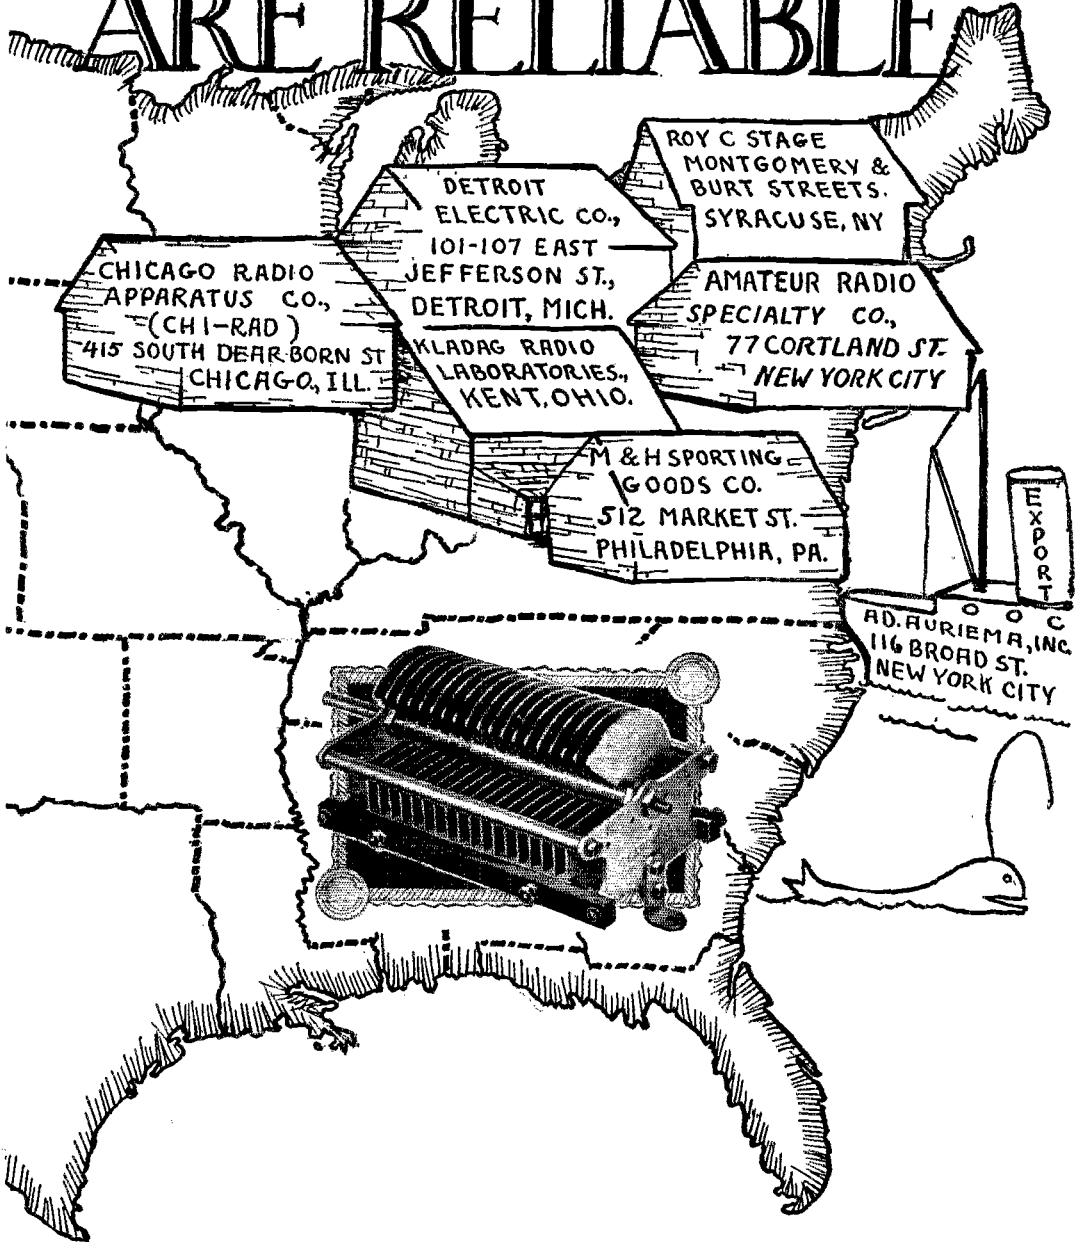 ARE RELIABLE
ROY C STAGE
MONTGOMERY &
BURT STREETS.
SYRACUSE, NY
DETROIT
ELECTRIC CO.,
101-107 EAST
JEFFERSON ST.,
DETROIT, MICH.
CHICAGO RADIO
APPARATUS CO.,
(CHI-RAD)
415 SOUTH DEARBORN ST
CHICAGO., ILL.
AMATEUR RADIO
SPECIALTY CO.,
77 CORTLAND ST.
NEW YORK CITY
KLADAG RADIO
LABORATORIES.,
KENT, OHIO.
M & H SPORTING
GOODS CO.
512 MARKET ST.
PHILADELPHIA, PA.
EXPORT
AD. AURIEMA, INC.
116 BROAD ST.
NEW YORK CITY